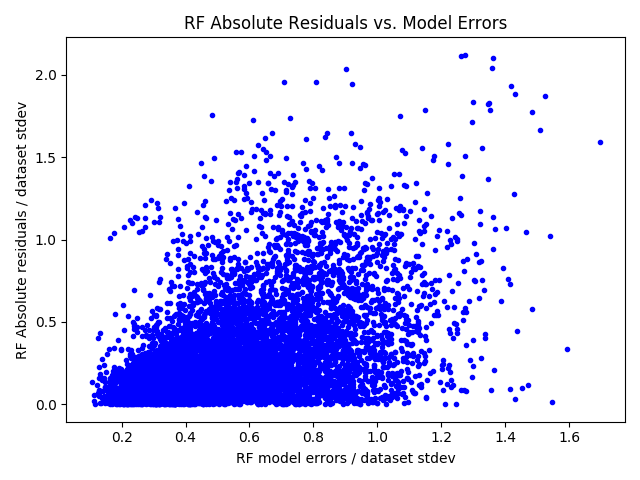 RF Absolute Residuals vs. Model Errors
RF Absolute residuals / dataset stdev
2.0
1.5
1.0
0.5
0.0
0.2 0.4 0.6 0.8 1.0 1.2 1.4 1.6
RF model errors / dataset stdev